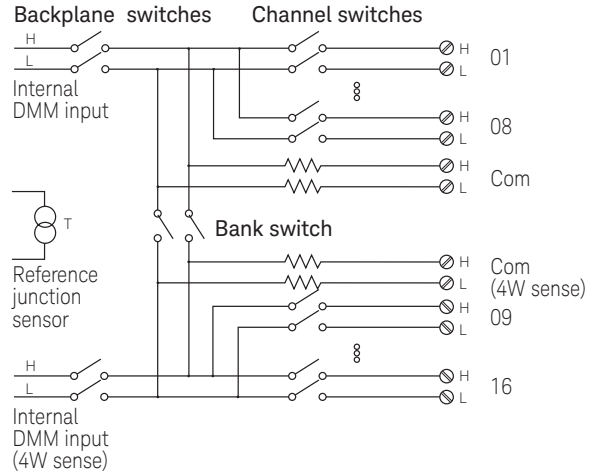 Backplane switches
Channel switches
H
L
Internal
DMM input
H
L
01
H
L
08
H
L
Com
T
Bank switch
Reference
junction
sensor
H
L
Com
(4W sense)
H
L
09
H
L
Internal
DMM input
(4W sense)
H
L
16